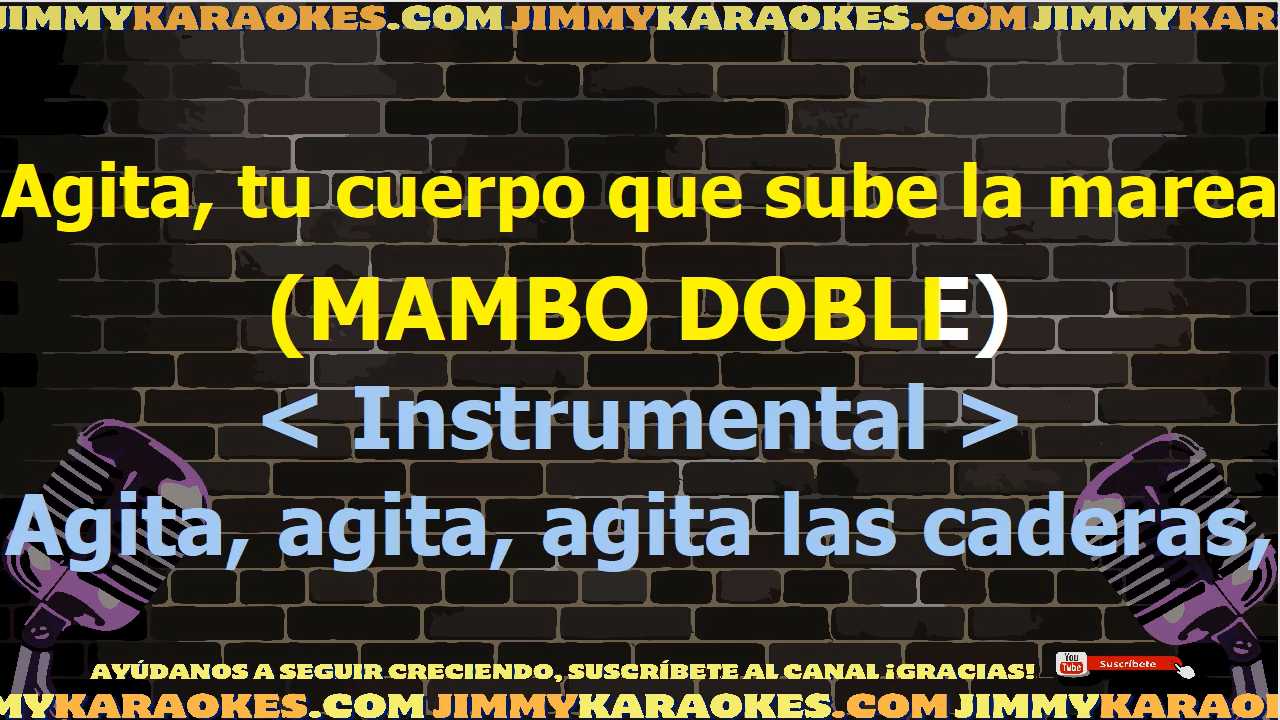 JIMMYKARAOKES.COM JIMMYKARAOKES.COM JIMMYKAR
Agita, tu cuerpo que sube la marea
(MAMBO DOBLE)
< Instrumental >
Agita, agita, agita las caderas,
AYÚDANOS A SEGUIR CRECIENDO, SUSCRÍBETE AL CANAL ¡GRACIAS!
You Tube Suscríbete
MYKARAOKES.COM JIMMYKARAOKES.COM JIMMYKARAO